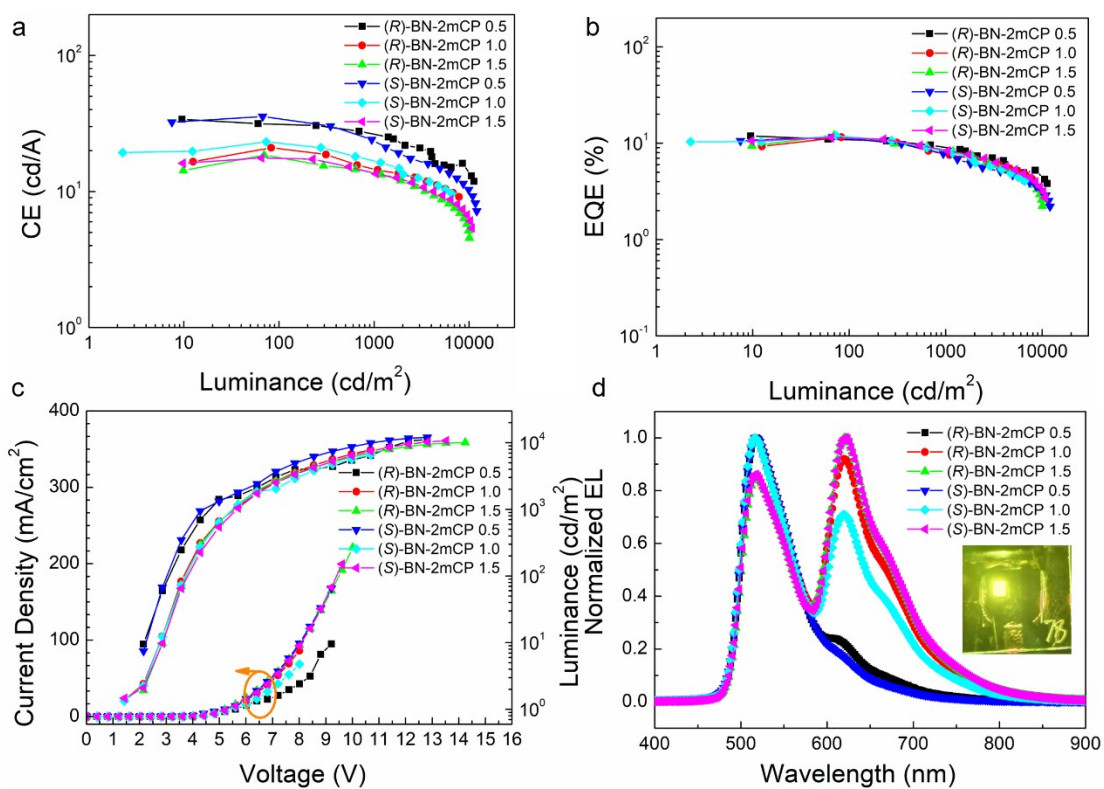 a
10²
10¹
10⁰
CE (cd/A)
1 10 100 1000 10000
Luminance (cd/m²)
(R)-BN-2mCP 0.5
(R)-BN-2mCP 1.0
(R)-BN-2mCP 1.5
(S)-BN-2mCP 0.5
(S)-BN-2mCP 1.0
(S)-BN-2mCP 1.5
b
10²
10¹
10⁰
10⁻¹
EQE (%)
1 10 100 1000 10000
Luminance (cd/m²)
(R)-BN-2mCP 0.5
(R)-BN-2mCP 1.0
(R)-BN-2mCP 1.5
(S)-BN-2mCP 0.5
(S)-BN-2mCP 1.0
(S)-BN-2mCP 1.5
c
400
300
200
100
0
Current Density (mA/cm²)
0 1 2 3 4 5 6 7 8 9 10 11 12 13 14 15 16
Voltage (V)
10⁴
10³
10²
10¹
10⁰
Luminance (cd/m²)
(R)-BN-2mCP 0.5
(R)-BN-2mCP 1.0
(R)-BN-2mCP 1.5
(S)-BN-2mCP 0.5
(S)-BN-2mCP 1.0
(S)-BN-2mCP 1.5
d
1.0
0.8
0.6
0.4
0.2
0.0
Normalized EL
400 500 600 700 800 900
Wavelength (nm)
(R)-BN-2mCP 0.5
(R)-BN-2mCP 1.0
(R)-BN-2mCP 1.5
(S)-BN-2mCP 0.5
(S)-BN-2mCP 1.0
(S)-BN-2mCP 1.5